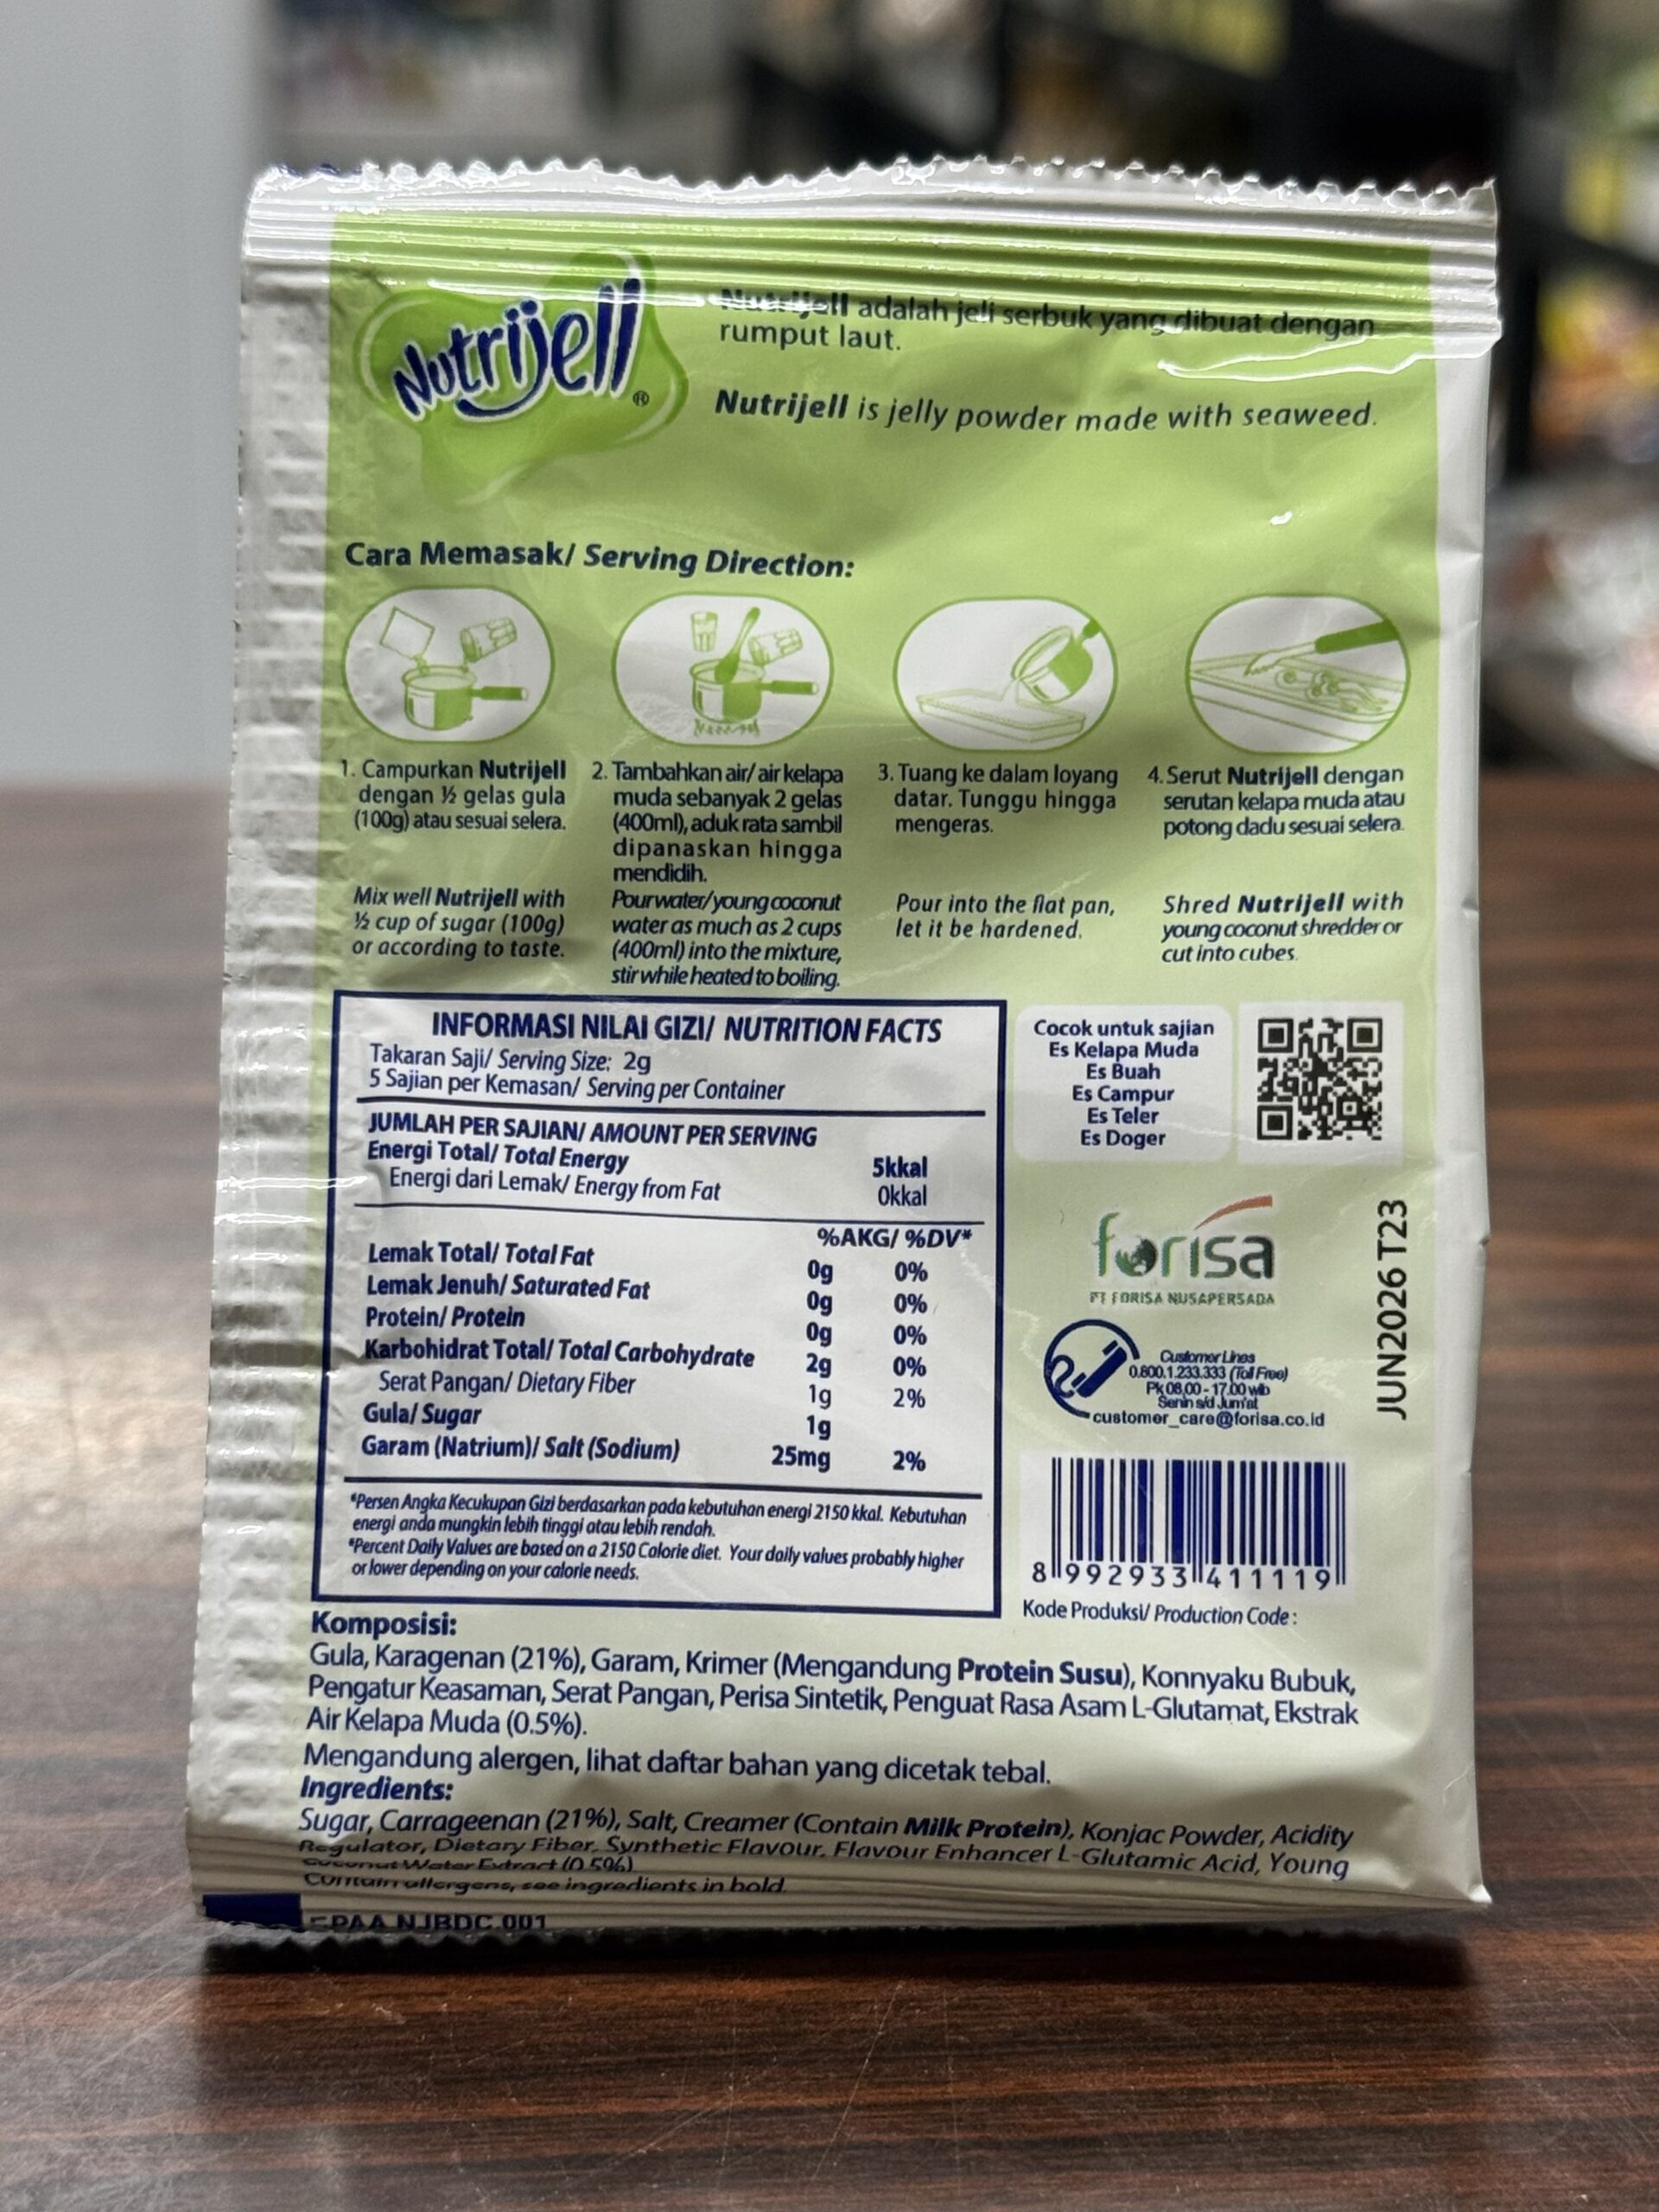 Nutrijell®
Nutrijell adalah jeli serbuk yang dibuat dengan
rumput laut.
Nutrijell is jelly powder made with seaweed.
Cara Memasak/ Serving Direction:
1. Campurkan Nutrijell
dengan ½ gelas gula
(100g) atau sesuai selera.
Mix well Nutrijell with
½ cup of sugar (100g)
or according to taste.
2. Tambahkan air/ air kelapa
muda sebanyak 2 gelas
(400ml), aduk rata sambil
dipanaskan hingga
mendidih.
Pour water/young coconut
water as much as 2 cups
(400ml) into the mixture,
stir while heated to boiling.
3. Tuang ke dalam loyang
datar. Tunggu hingga
mengeras.
Pour into the flat pan,
let it be hardened.
4. Serut Nutrijell dengan
serutan kelapa muda atau
potong dadu sesuai selera.
Shred Nutrijell with
young coconut shredder or
cut into cubes.
INFORMASI NILAI GIZI/ NUTRITION FACTS
Takaran Saji/ Serving Size: 2g
5 Sajian per Kemasan/ Serving per Container
JUMLAH PER SAJIAN/ AMOUNT PER SERVING
Energi Total/ Total Energy 5kkal
Energi dari Lemak/ Energy from Fat 0kkal
%AKG/ %DV*
Lemak Total/ Total Fat 0g 0%
Lemak Jenuh/ Saturated Fat 0g 0%
Protein/ Protein 0g 0%
Karbohidrat Total/ Total Carbohydrate 2g 0%
Serat Pangan/ Dietary Fiber 1g 2%
Gula/ Sugar 1g
Garam (Natrium)/ Salt (Sodium) 25mg 2%
*Persen Angka Kecukupan Gizi berdasarkan pada kebutuhan energi 2150 kkal. Kebutuhan
energi anda mungkin lebih tinggi atau lebih rendah.
*Percent Daily Values are based on a 2150 Calorie diet. Your daily values probably higher
or lower depending on your calorie needs.
Cocok untuk sajian
Es Kelapa Muda
Es Buah
Es Campur
Es Teler
Es Doger
forisa
PT FORISA NUSAPERSADA
Customer Lines
0.800.1.233.333 (Toll Free)
Pk 08.00 - 17.00 wib
Senin s/d Jum'at
customer_care@forisa.co.id
JUN2026 T23
8 992933 411119
Kode Produksi/ Production Code :
Komposisi:
Gula, Karagenan (21%), Garam, Krimer (Mengandung Protein Susu), Konnyaku Bubuk,
Pengatur Keasaman, Serat Pangan, Perisa Sintetik, Penguat Rasa Asam L-Glutamat, Ekstrak
Air Kelapa Muda (0.5%).
Mengandung alergen, lihat daftar bahan yang dicetak tebal.
Ingredients:
Sugar, Carrageenan (21%), Salt, Creamer (Contain Milk Protein), Konjac Powder, Acidity
Regulator, Dietary Fiber, Synthetic Flavour, Flavour Enhancer L-Glutamic Acid, Young
Coconut Water Extract (0.5%)
Contain allergens, see ingredients in bold.
EPAA NJBDC 001